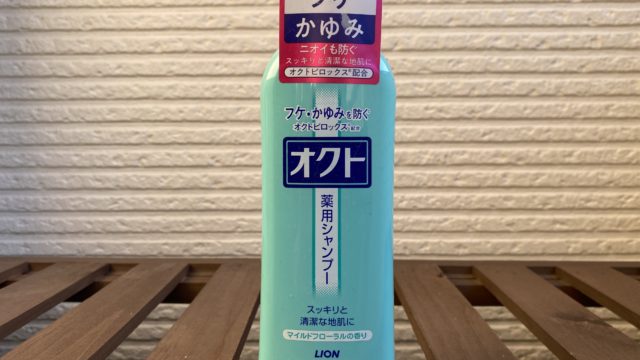 フケ
かゆみ
ニオイも防ぐ
スッキリと清潔な地肌に
オクトピロックス®配合
フケ・かゆみを防ぐ
オクトピロックス®配合
オクト
薬用シャンプー
スッキリと
清潔な地肌に
マイルドフローラルの香り
LION